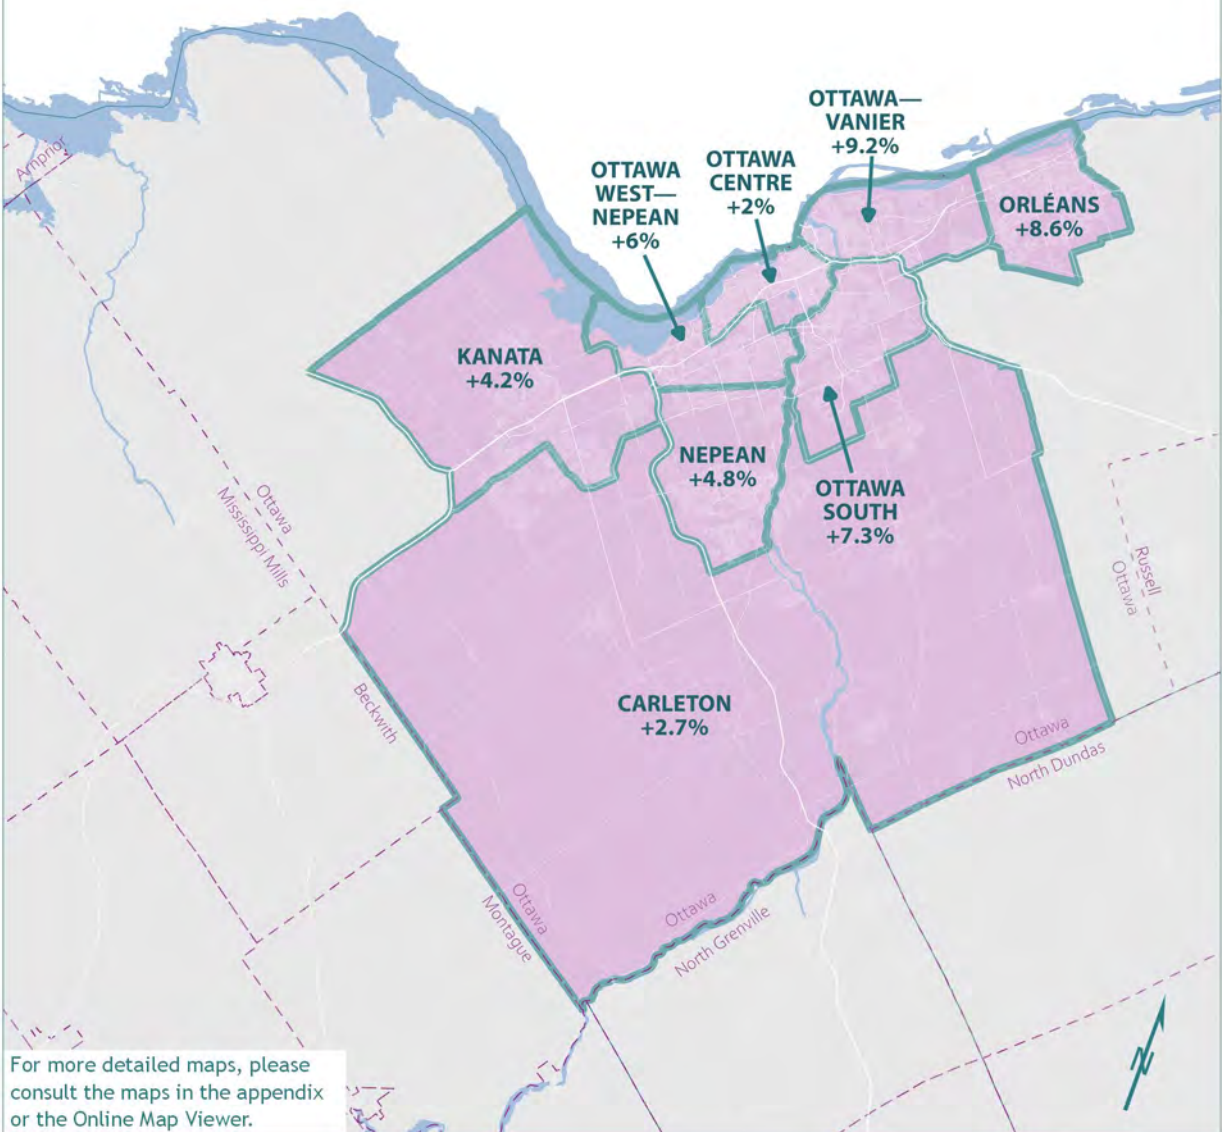 OTTAWA—
VANIER
+9.2%
OTTAWA
CENTRE
+2%
OTTAWA
WEST—
NEPEAN
+6%
ORLÉANS
+8.6%
Arnprior
KANATA
+4.2%
NEPEAN
+4.8%
OTTAWA
SOUTH
+7.3%
Ottawa
Mississippi Mills
Russell
Ottawa
CARLETON
+2.7%
Beckwith
Ottawa
North Dundas
Ottawa
Montague
Ottawa
North Grenville
N
For more detailed maps, please
consult the maps in the appendix
or the Online Map Viewer.